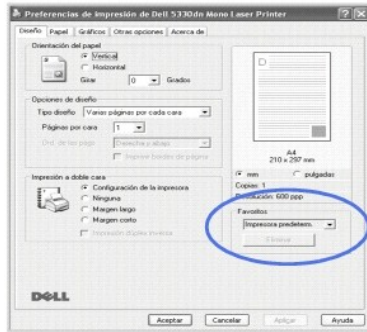 Preferencias de impresión de Dell 5330dn Mono Laser Printer
Diseño Papel Gráficos Otras opciones Acerca de
Orientación del papel
Vertical
Horizontal
Girar 0 Grados
Opciones de diseño
Tipo diseño Varias páginas por cada cara
Páginas por cara 1
Ord. de las págs Derecha y abajo
Imprimir bordes de página
Impresión a doble cara
Configuración de la impresora
Ninguna
Margen largo
Margen corto
Impresión dúplex inversa
A4
210 x 297 mm
mm pulgadas
Copias: 1
Resolución: 600 ppp
Favoritos
Impresora predeterm.
Eliminar
DELL
Aceptar Cancelar Aplicar Ayuda